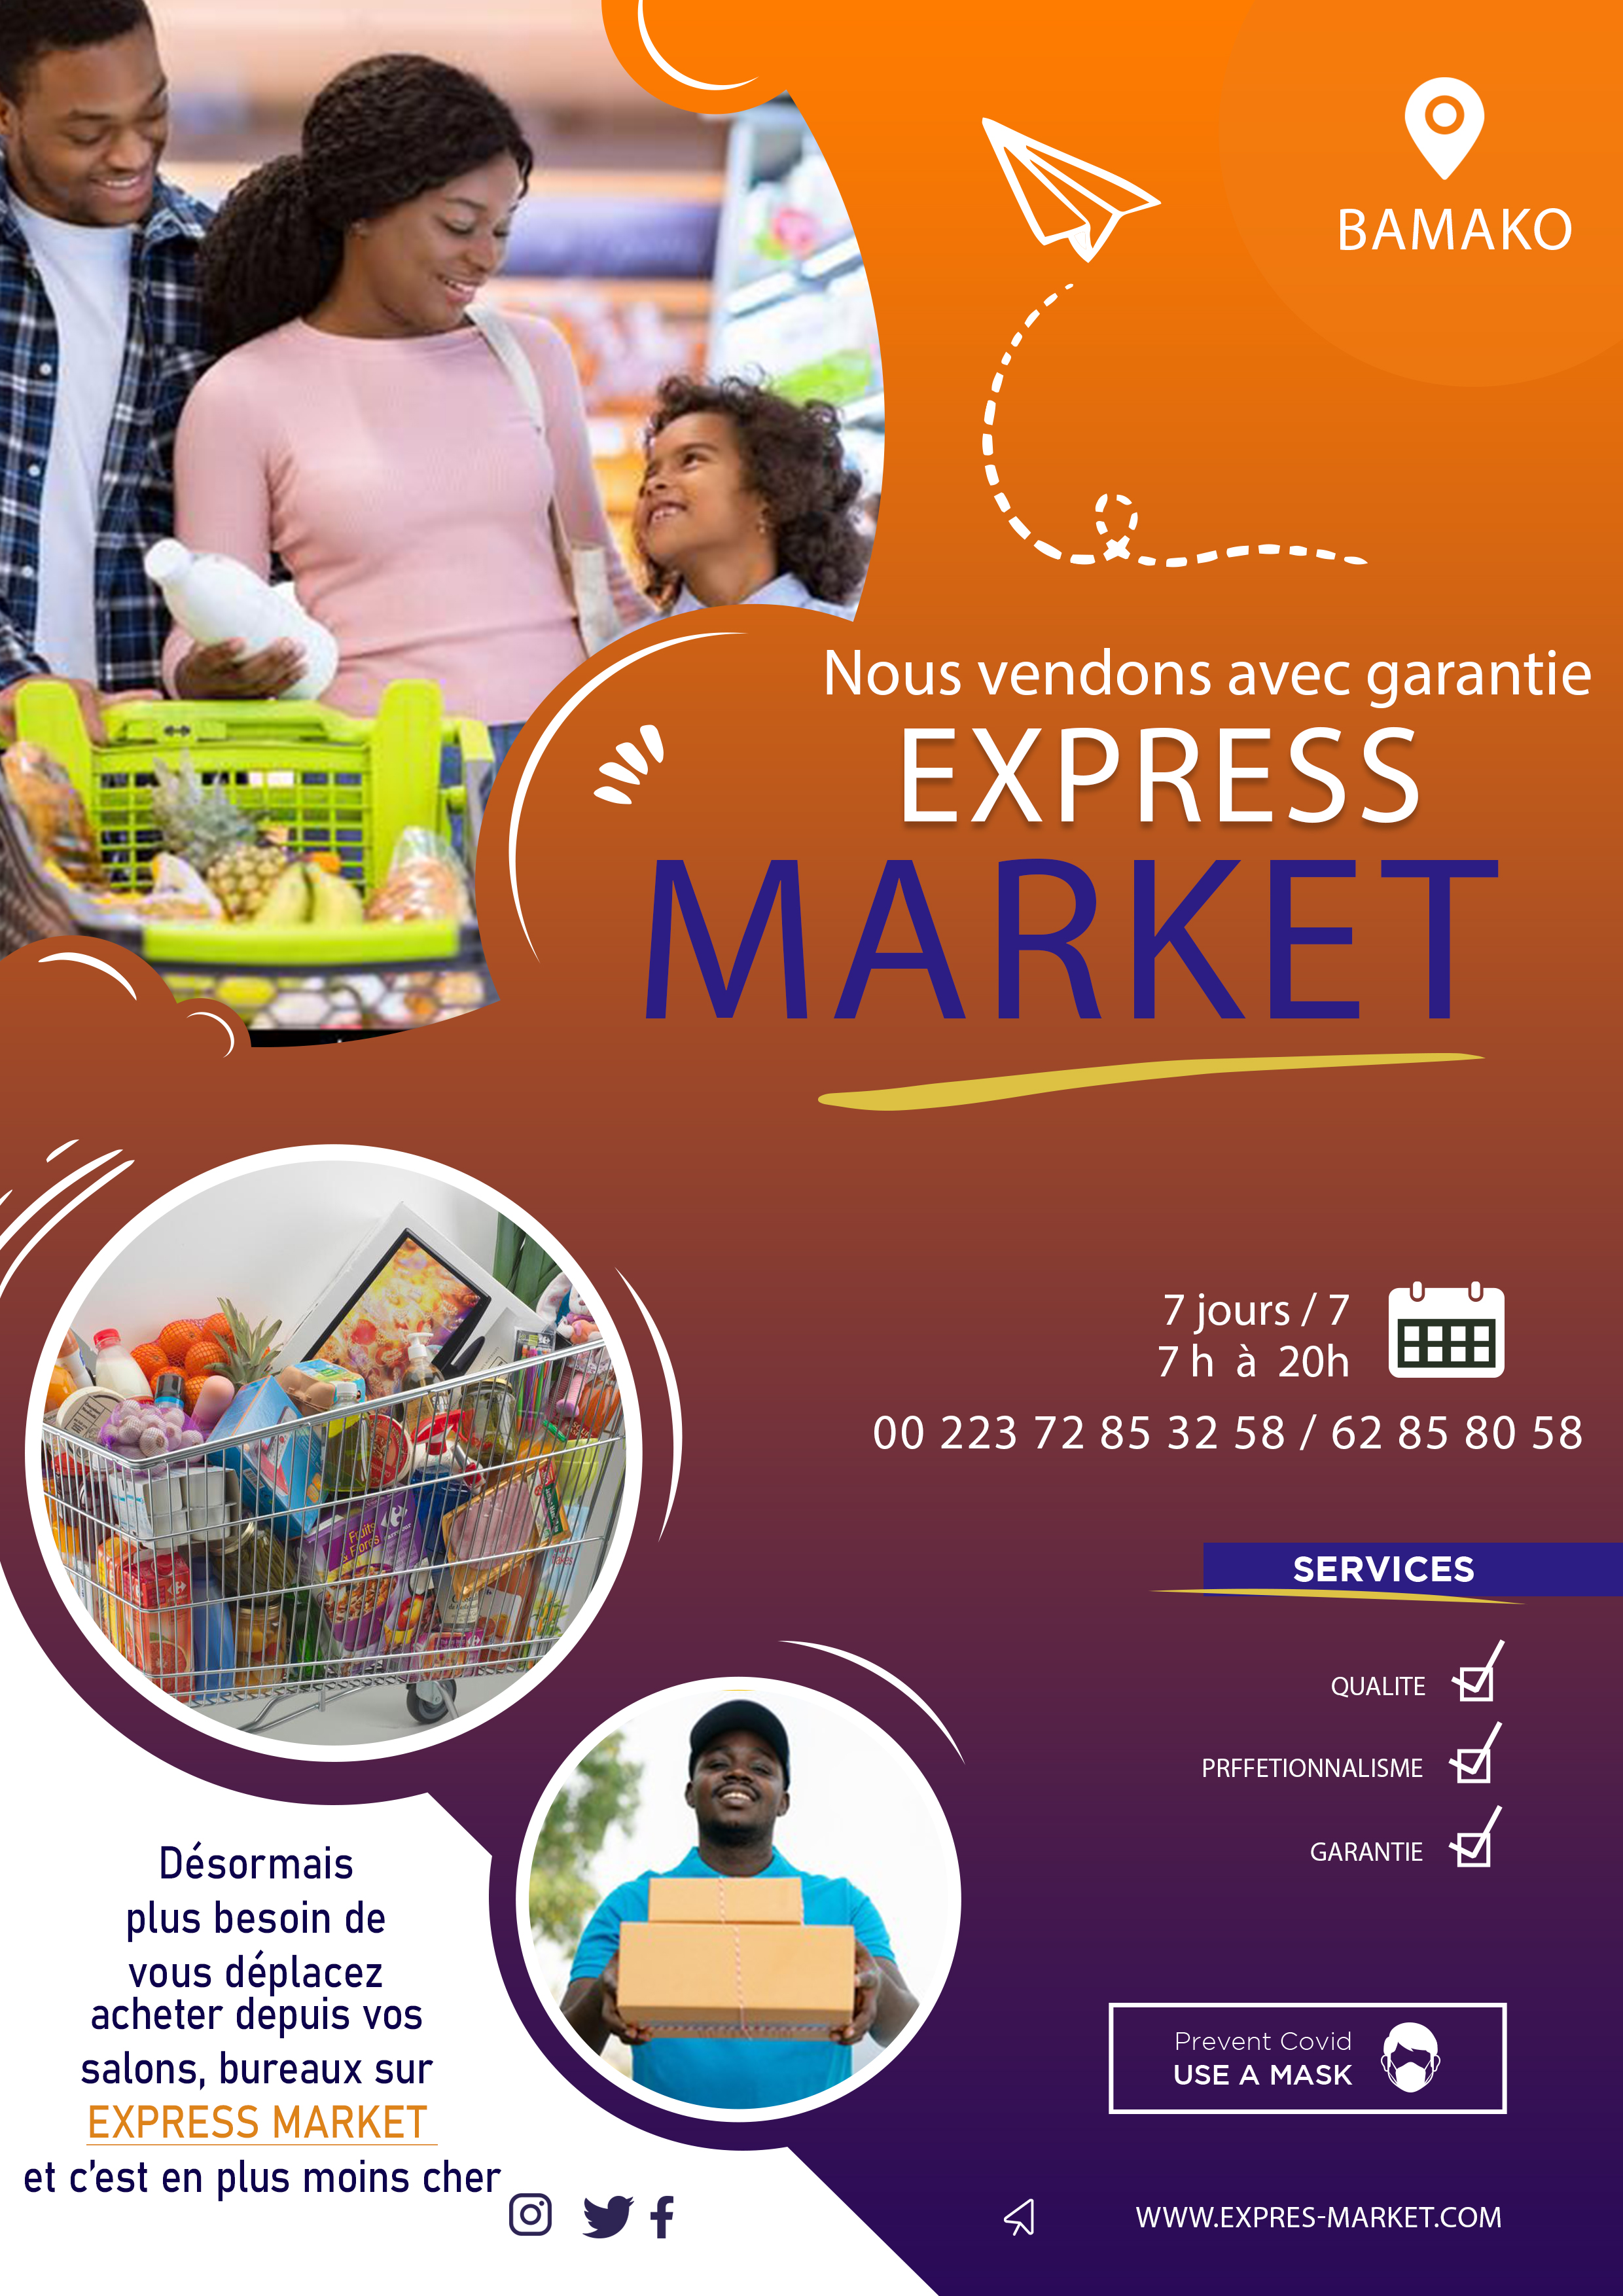 BAMAKO
Nous vendons avec garantie
EXPRESS
MARKET
7 jours / 7
7 h à 20h
00 223 72 85 32 58 / 62 85 80 58
Fruits
& Fibres
SERVICES
QUALITE
PRFFETIONNALISME
GARANTIE
Désormais
plus besoin de
vous déplacez
acheter depuis vos
salons, bureaux sur
EXPRESS MARKET
et c'est en plus moins cher
Prevent Covid
USE A MASK
WWW.EXPRES-MARKET.COM